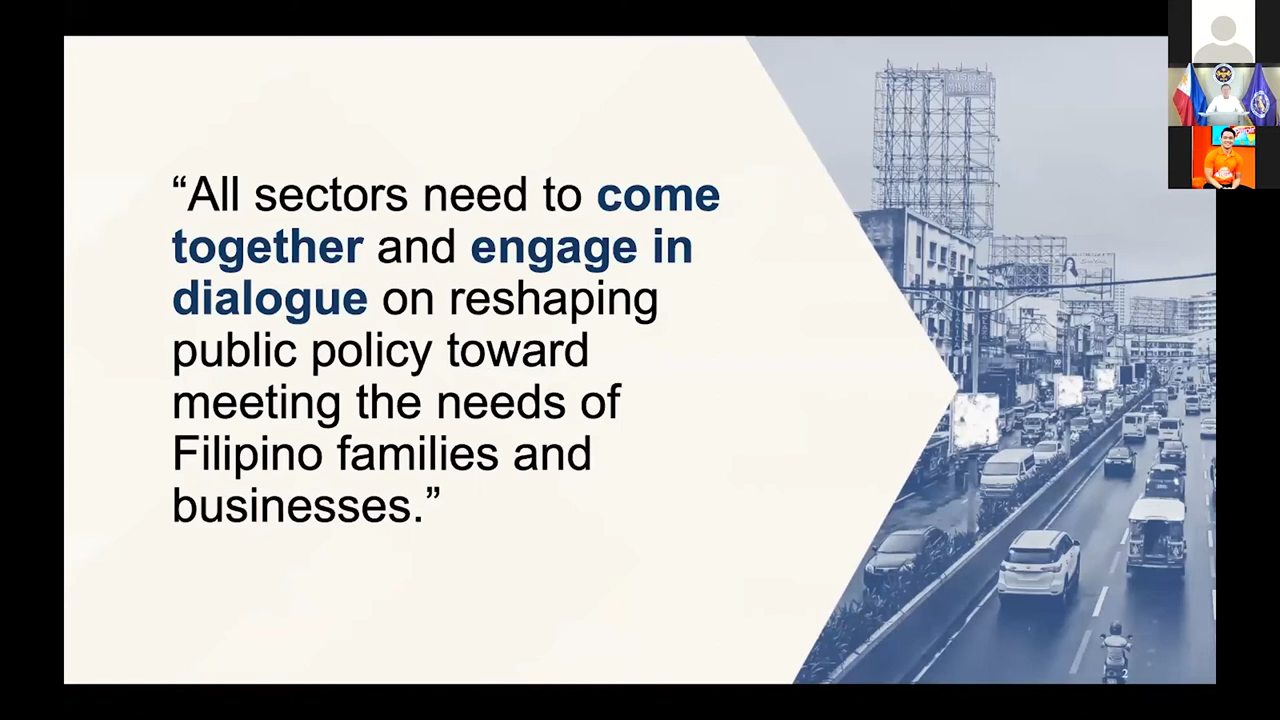 “All sectors need to come
together and engage in
dialogue on reshaping
public policy toward
meeting the needs of
Filipino families and
businesses.”
2